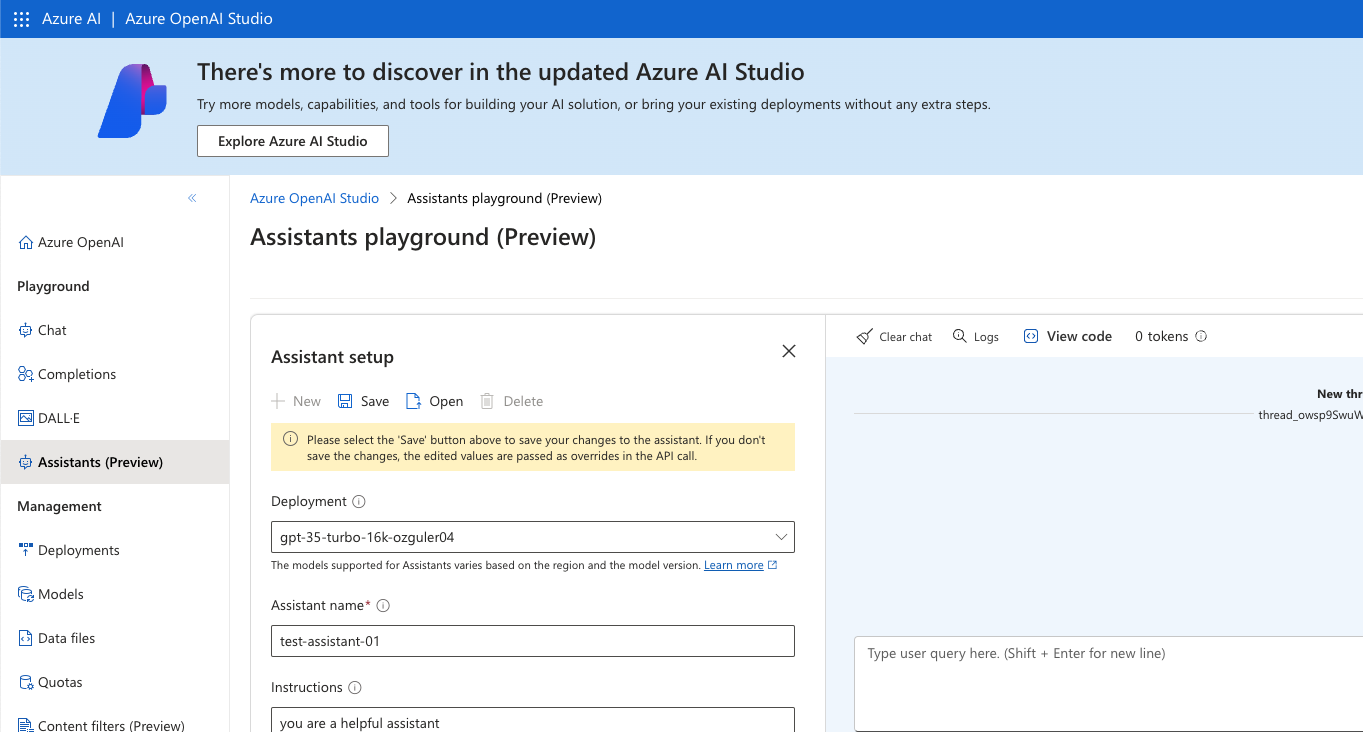 Azure AI | Azure OpenAI Studio
There's more to discover in the updated Azure AI Studio
Try more models, capabilities, and tools for building your AI solution, or bring your existing deployments without any extra steps.
Explore Azure AI Studio
Azure OpenAI
Playground
Chat
Completions
DALL·E
Assistants (Preview)
Management
Deployments
Models
Data files
Quotas
Content filters (Preview)
Azure OpenAI Studio > Assistants playground (Preview)
Assistants playground (Preview)
Assistant setup
New Save Open Delete
Please select the 'Save' button above to save your changes to the assistant. If you don't
save the changes, the edited values are passed as overrides in the API call.
Deployment
gpt-35-turbo-16k-ozguler04
The models supported for Assistants varies based on the region and the model version. Learn more
Assistant name*
test-assistant-01
Instructions
you are a helpful assistant
Clear chat Logs View code 0 tokens
New thr
thread_owsp9SwuW
Type user query here. (Shift + Enter for new line)